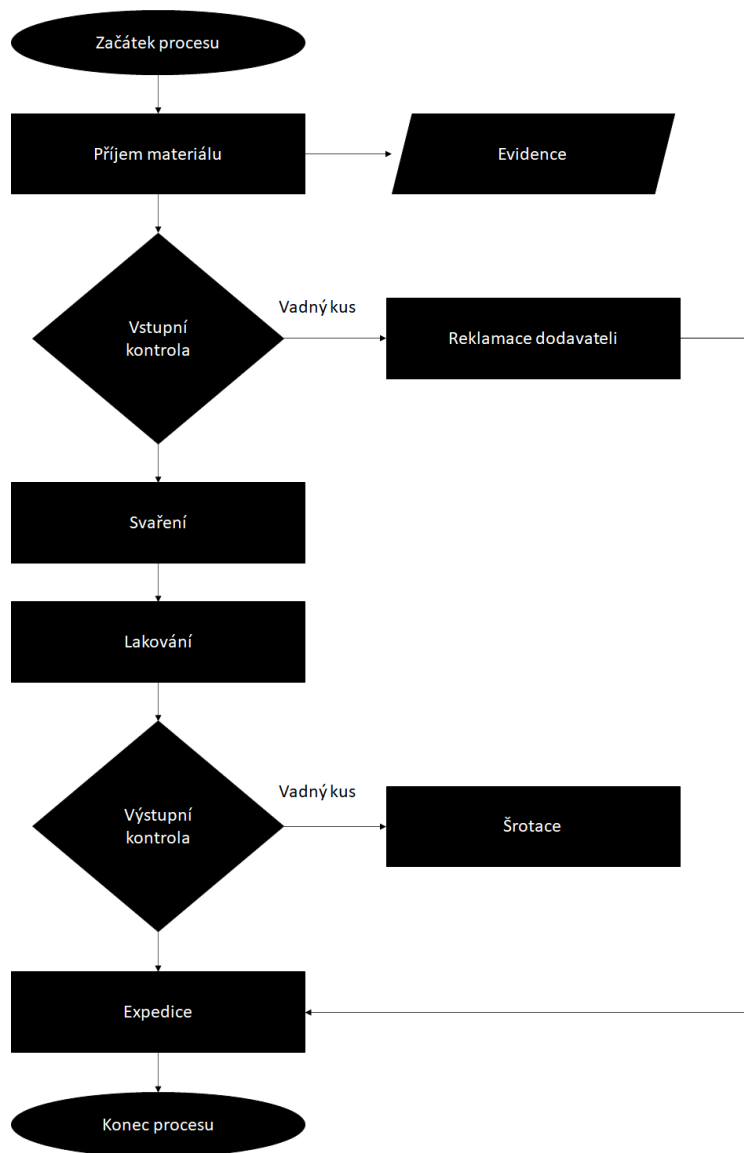 Začátek procesu
Příjem materiálu
Evidence
Vstupní
kontrola
Vadný kus
Reklamace dodavateli
Svaření
Lakování
Výstupní
kontrola
Vadný kus
Šrotace
Expedice
Konec procesu